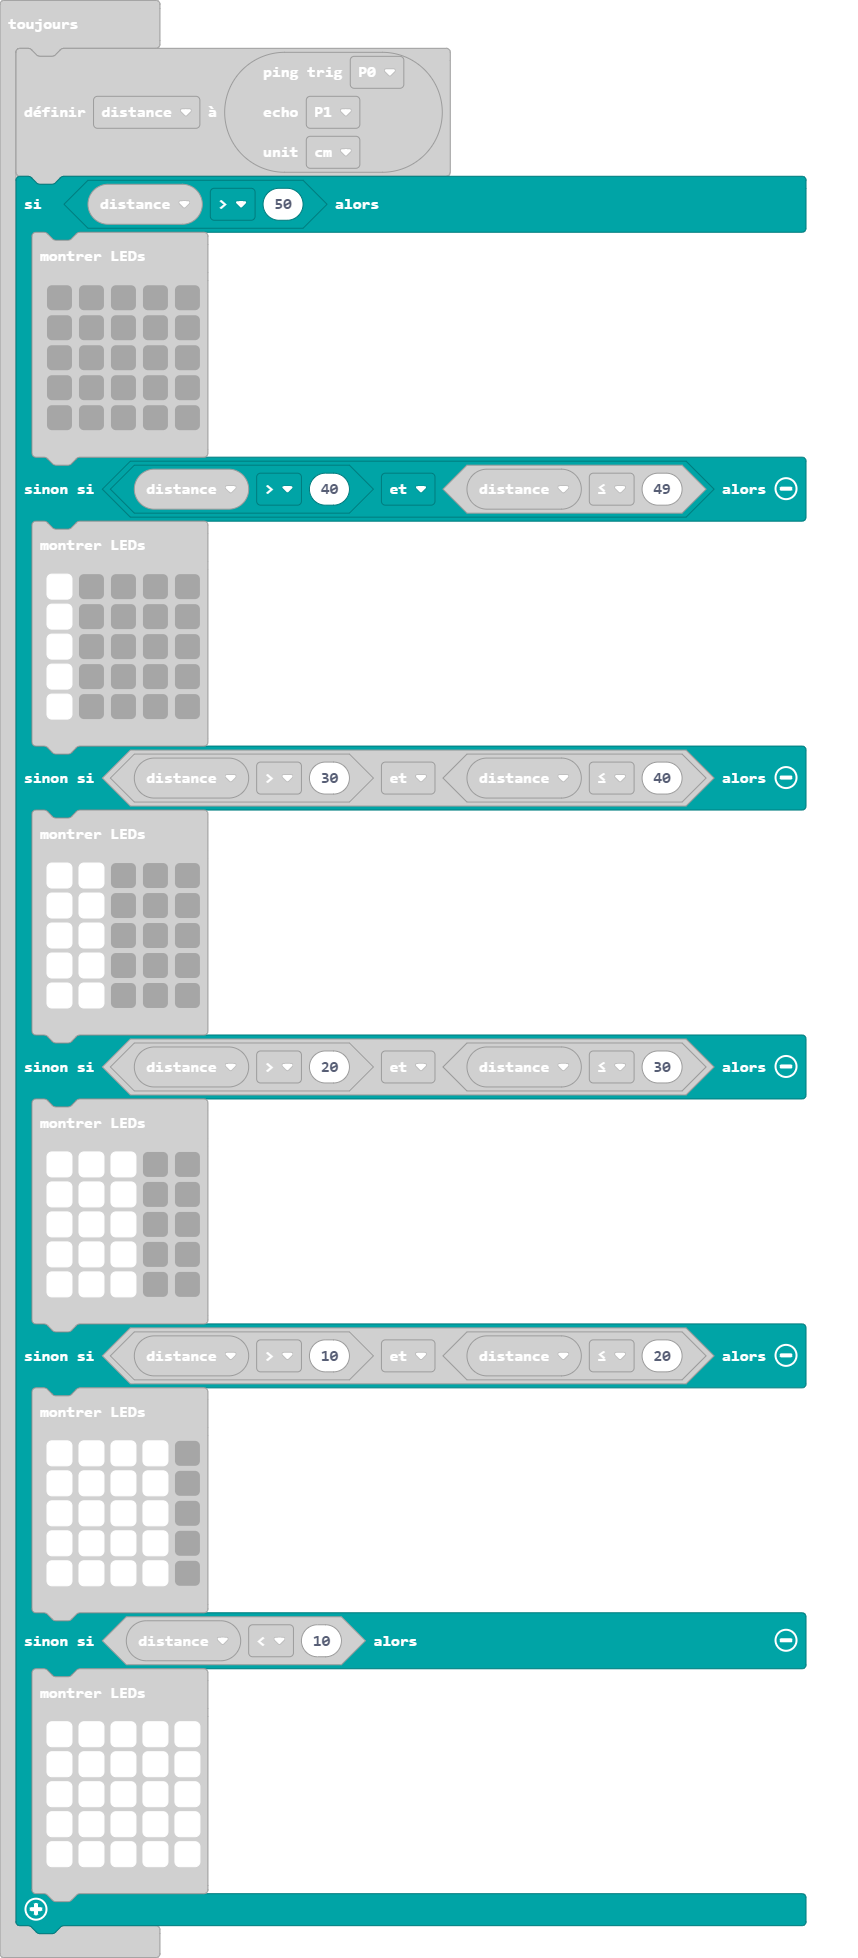 toujours
ping trig P0
définir distance à echo P1
unit cm
si distance > 50 alors
montrer LEDs
sinon si distance > 40 et distance ≤ 49 alors
montrer LEDs
sinon si distance > 30 et distance ≤ 40 alors
montrer LEDs
sinon si distance > 20 et distance ≤ 30 alors
montrer LEDs
sinon si distance > 10 et distance ≤ 20 alors
montrer LEDs
sinon si distance < 10 alors
montrer LEDs